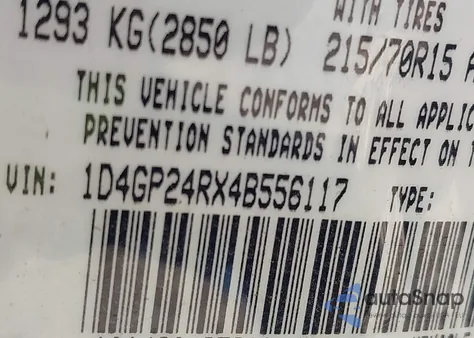 WITH TIRES
1293 KG(2850 LB) 215/70R15
THIS VEHICLE CONFORMS TO ALL
PREVENTION STANDARDS IN EFFECT ON
VIN: 1D4GP24RX4B556117 TYPE:
autoSnap